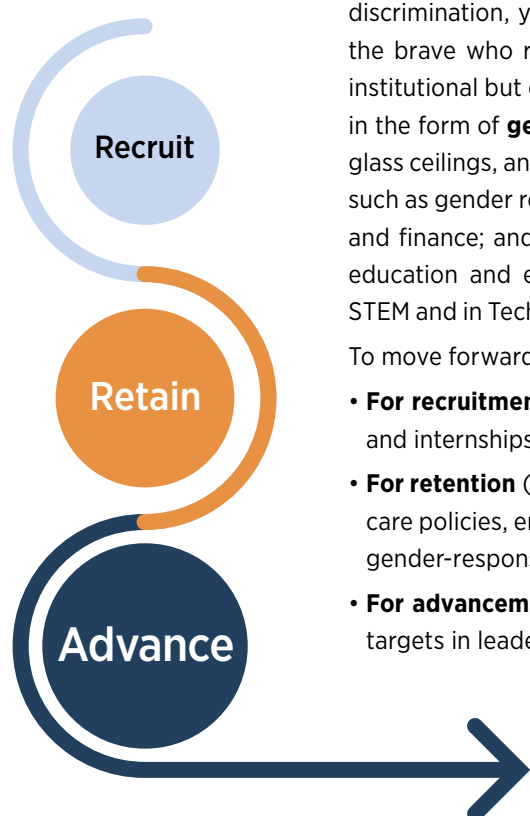 Recruit
Retain
Advance
discrimination, y
the brave who r
institutional but
in the form of ge
glass ceilings, an
such as gender r
and finance; and
education and e
STEM and in Tech
To move forward
• For recruitmen
and internships
• For retention (
care policies, e
gender-respon
• For advancem
targets in leade